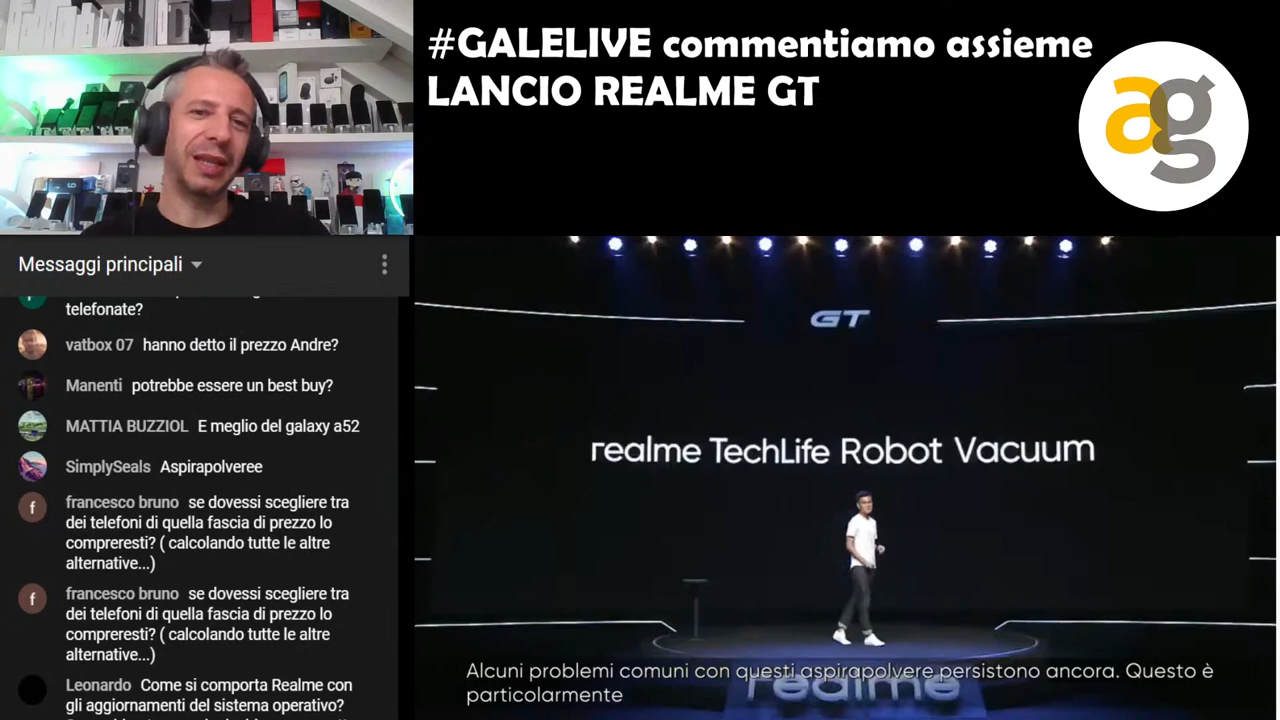 #GALELIVE commentiamo assieme
LANCIO REALME GT
ag
Messaggi principali
telefonate?
vatbox 07 hanno detto il prezzo Andre?
Manenti potrebbe essere un best buy?
MATTIA BUZZIOL E meglio del galaxy a52
SimplySeals Aspirapolveree
francesco bruno se dovessi scegliere tra
dei telefoni di quella fascia di prezzo lo
compreresti? ( calcolando tutte le altre
alternative...)
francesco bruno se dovessi scegliere tra
dei telefoni di quella fascia di prezzo lo
compreresti? ( calcolando tutte le altre
alternative...)
Leonardo Come si comporta Realme con
gli aggiornamenti del sistema operativo?
GT
realme TechLife Robot Vacuum
Alcuni problemi comuni con questi aspirapolvere persistono ancora. Questo è
particolarmente
realme